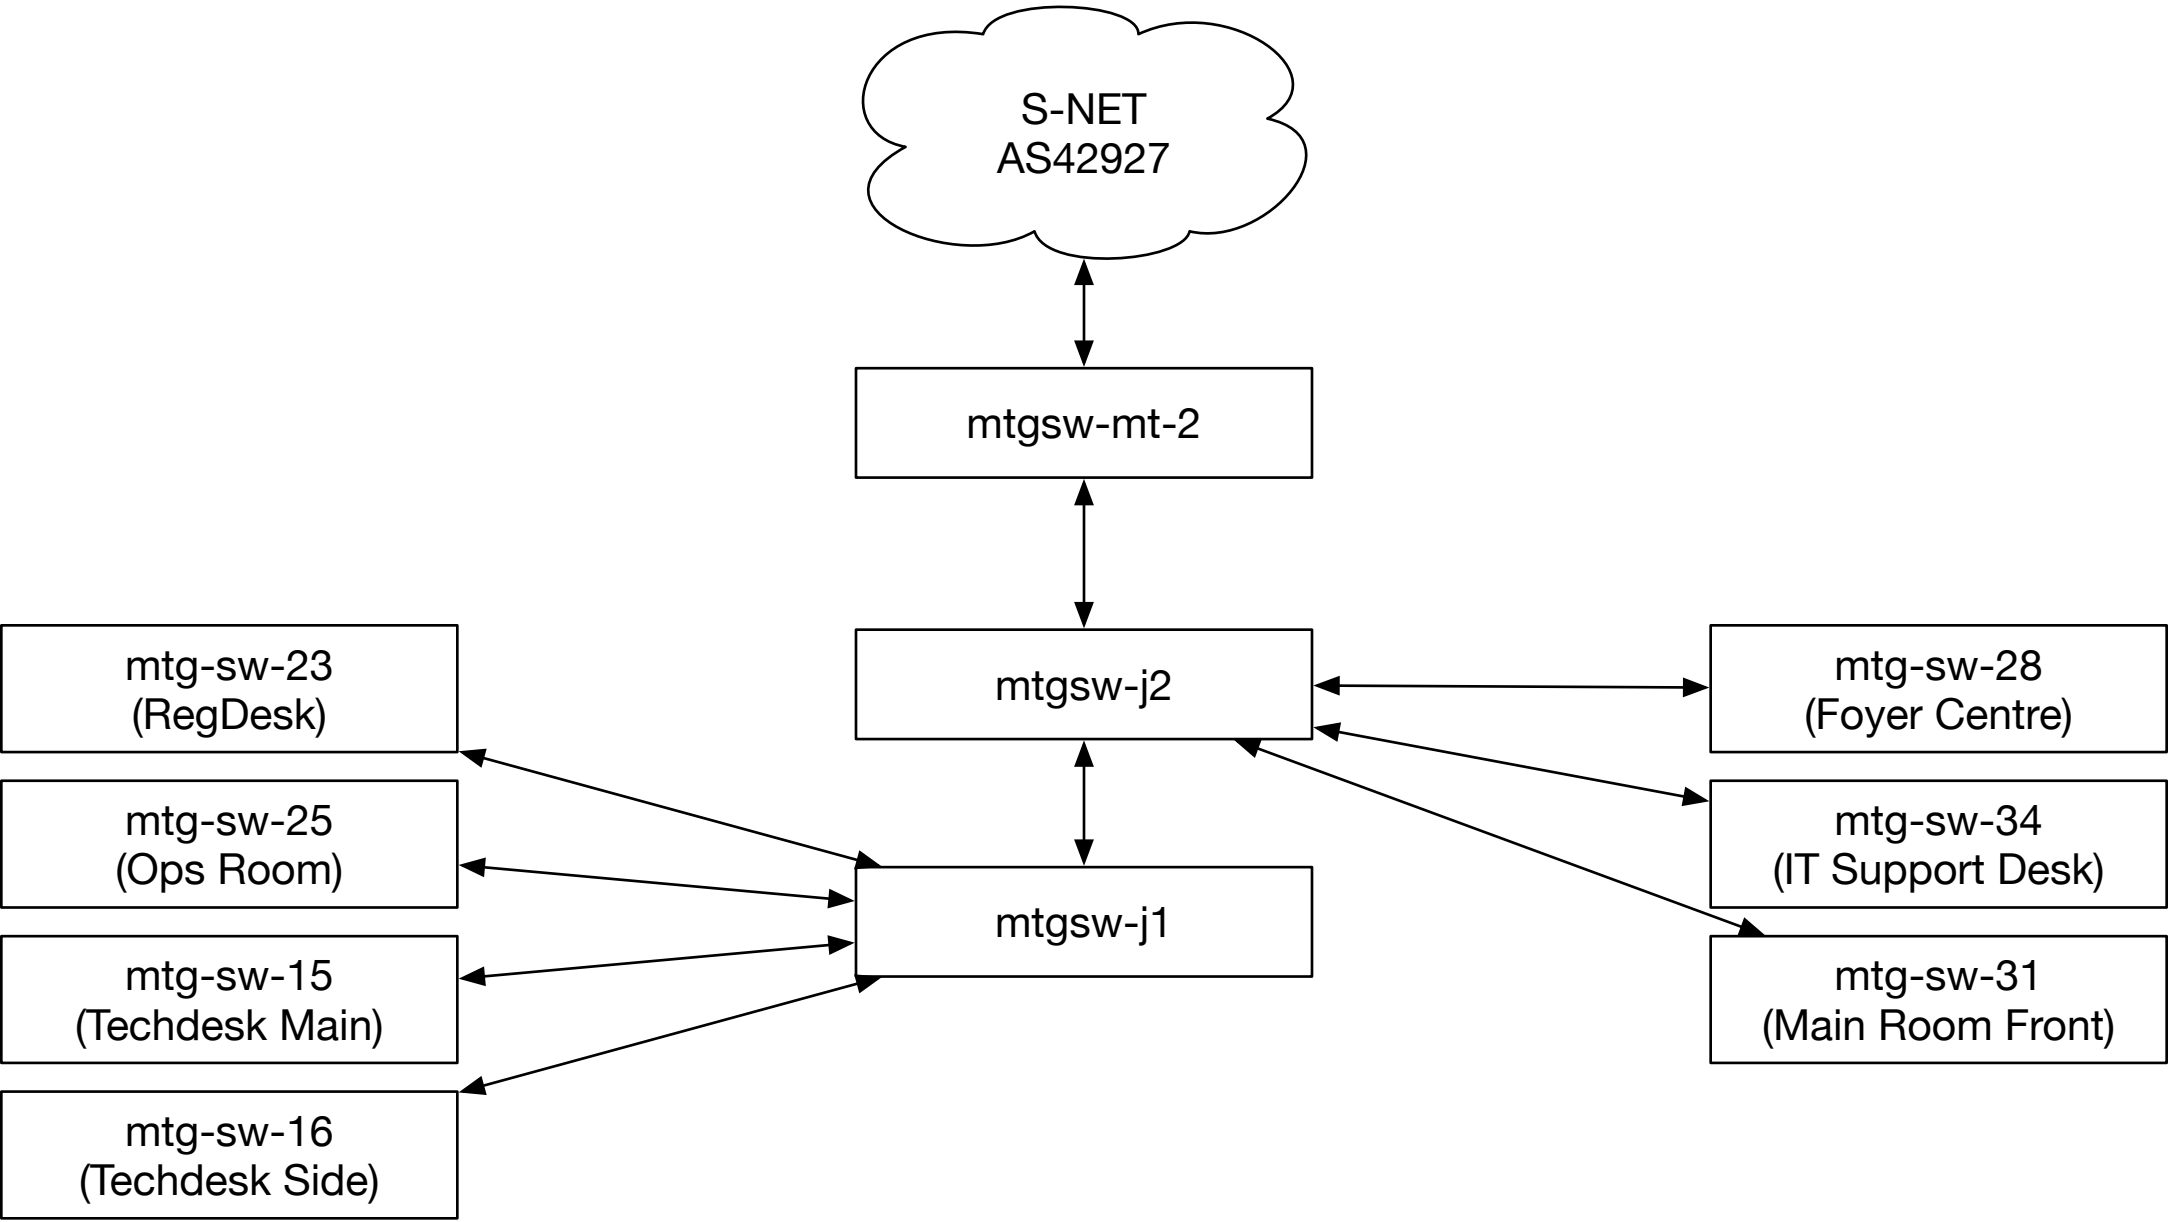 S-NET
AS42927
mtgsw-mt-2
mtg-sw-23
(RegDesk)
mtgsw-j2
mtg-sw-28
(Foyer Centre)
mtg-sw-25
(Ops Room)
mtg-sw-34
(IT Support Desk)
mtgsw-j1
mtg-sw-15
(Techdesk Main)
mtg-sw-31
(Main Room Front)
mtg-sw-16
(Techdesk Side)